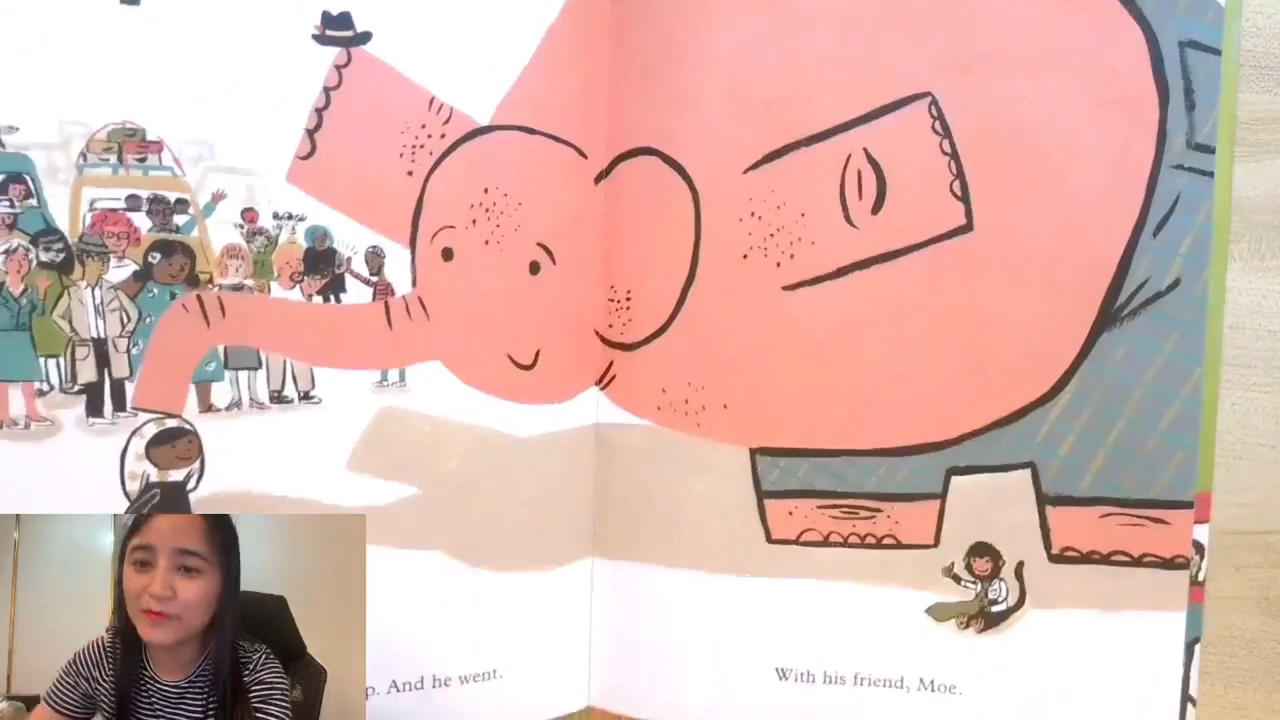 p. And he went.
With his friend, Moe.